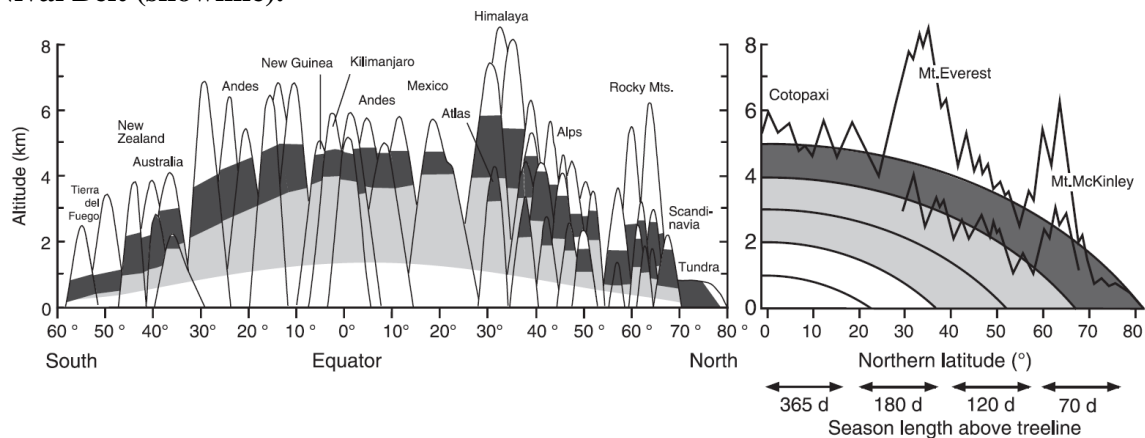 Nival Belt (snowline).
8
6
4
2
0
Altitude (km)
Tierra
del
Fuego
New
Zealand
Australia
Andes
New Guinea
Kilimanjaro
Andes
Mexico
Himalaya
Atlas
Alps
Rocky Mts.
Scandi-
navia
Tundra
60 ° 50 ° 40 ° 30 ° 20 ° 10 ° 0 ° 10 ° 20 ° 30 ° 40 ° 50 ° 60 ° 70 ° 80 °
South Equator North
8
6
4
2
0
Cotopaxi
Mt.Everest
Mt.McKinley
0 10 20 30 40 50 60 70 80
Northern latitude (°)
365 d 180 d 120 d 70 d
Season length above treeline